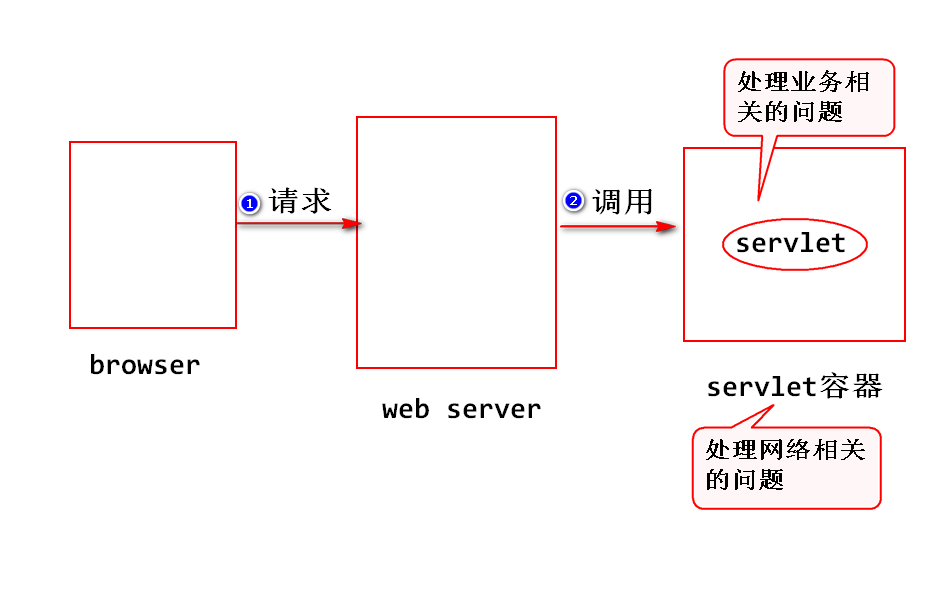 处理业务相
关的问题
1 请求
2 调用
servlet
browser
web server
servlet容器
处理网络相关
的问题